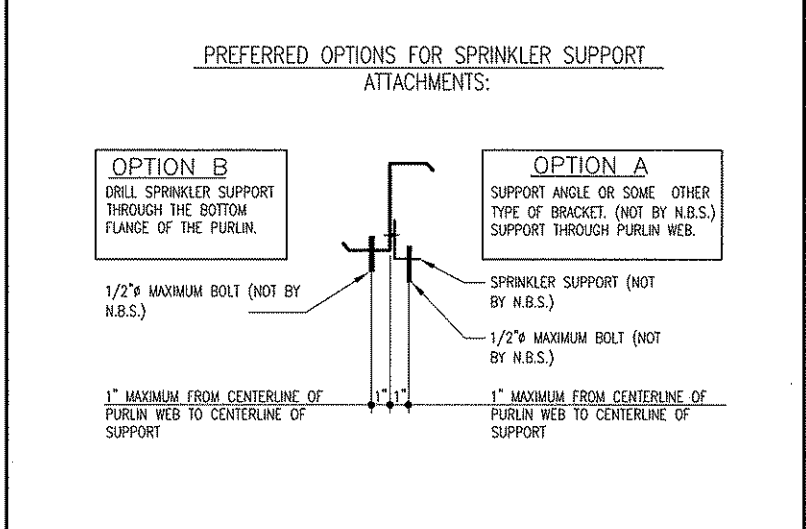 PREFERRED OPTIONS FOR SPRINKLER SUPPORT
ATTACHMENTS:
OPTION B
DRILL SPRINKLER SUPPORT
THROUGH THE BOTTOM
FLANGE OF THE PURLIN.
OPTION A
SUPPORT ANGLE OR SOME OTHER
TYPE OF BRACKET. (NOT BY N.B.S.)
SUPPORT THROUGH PURLIN WEB.
1/2"ø MAXIMUM BOLT (NOT BY
N.B.S.)
SPRINKLER SUPPORT (NOT
BY N.B.S.)
1/2"ø MAXIMUM BOLT (NOT
BY N.B.S.)
1" MAXIMUM FROM CENTERLINE OF
PURLIN WEB TO CENTERLINE OF
SUPPORT
1" 1"
1" MAXIMUM FROM CENTERLINE OF
PURLIN WEB TO CENTERLINE OF
SUPPORT